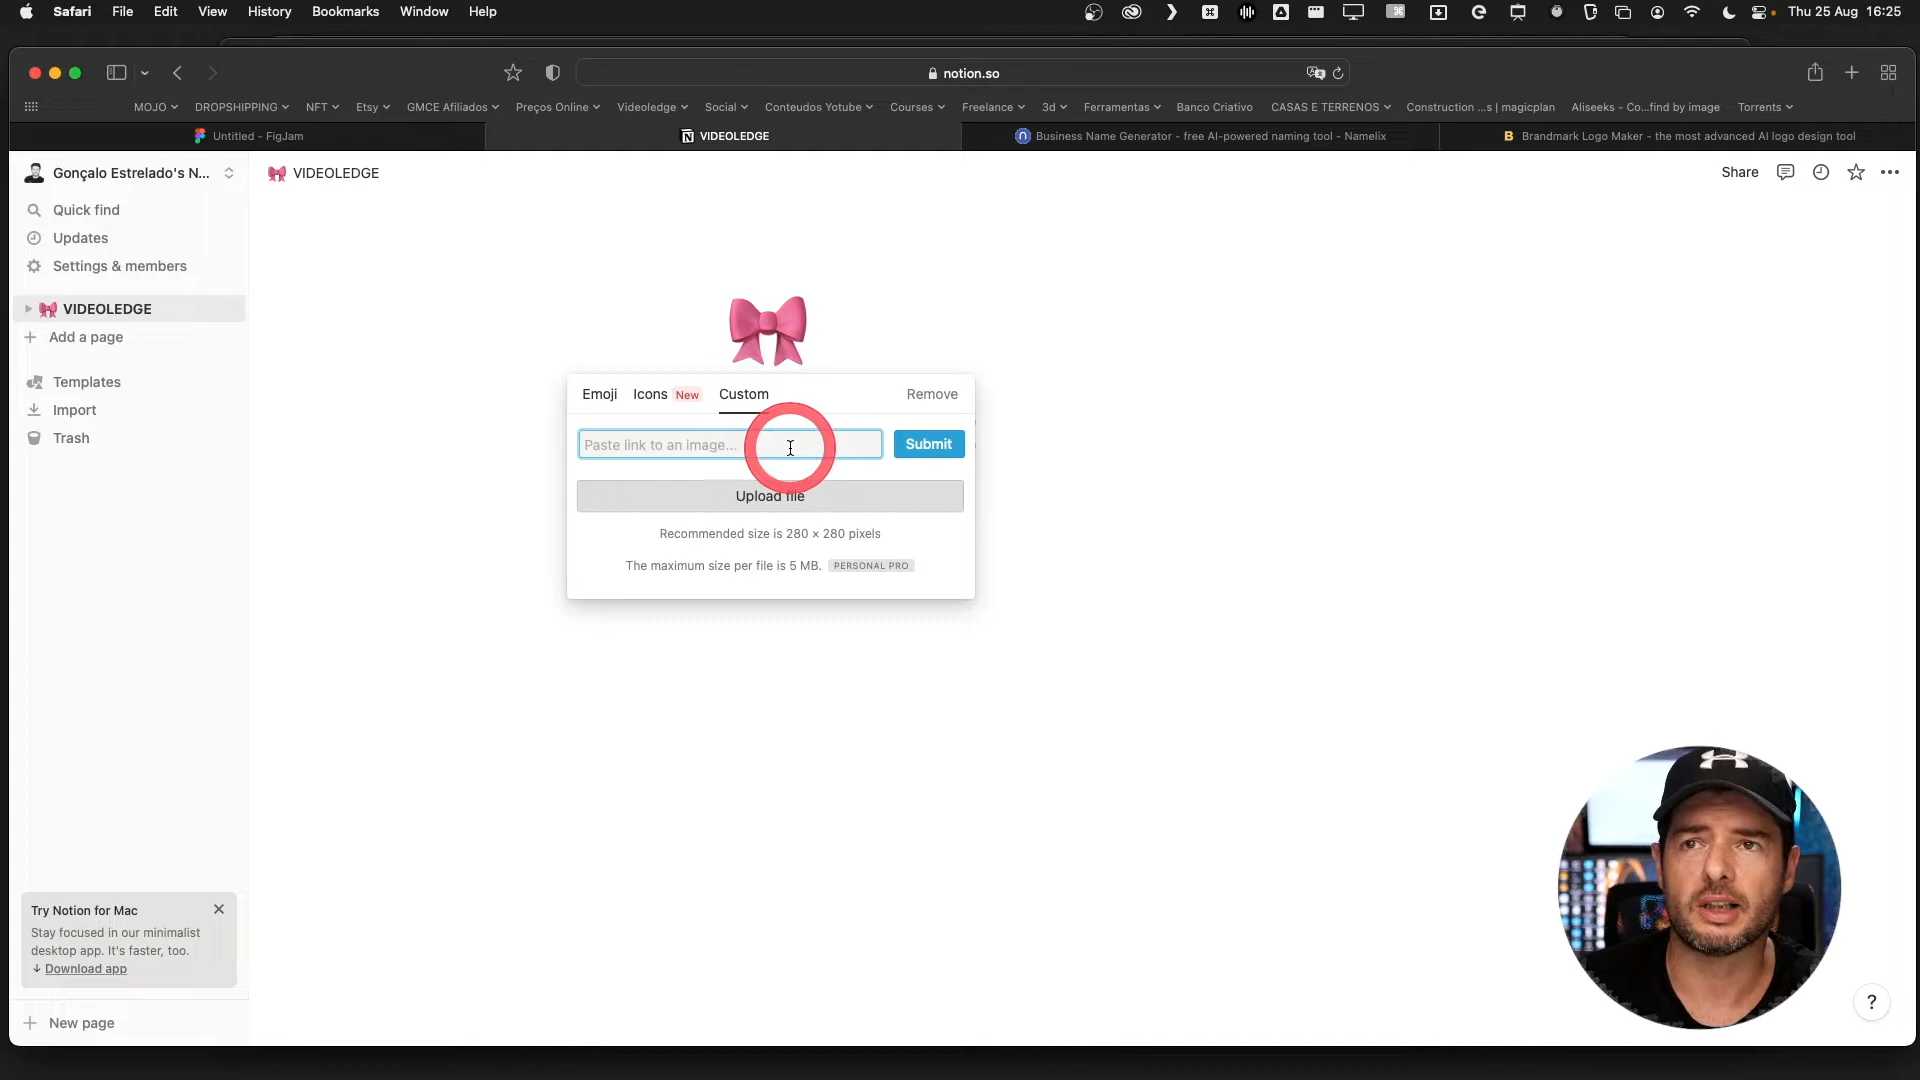 Safari File Edit View History Bookmarks Window Help Thu 25 Aug 16:25
notion.so
MOJO DROPSHIPPING NFT Etsy GMCE Afiliados Preços Online Videoledge Social Conteudos Yotube Courses Freelance 3d Ferramentas Banco Criativo CASAS E TERRENOS Construction ...s | magicplan Aliseeks - Co...find by image Torrents
Untitled - FigJam VIDEOLEDGE Business Name Generator - free AI-powered naming tool - Namelix Brandmark Logo Maker - the most advanced AI logo design tool
Gonçalo Estrelado's N... VIDEOLEDGE Share
Quick find
Updates
Settings & members
VIDEOLEDGE
Add a page
Templates
Import
Trash
Emoji Icons New Custom Remove
Paste link to an image... Submit
Upload file
Recommended size is 280 × 280 pixels
The maximum size per file is 5 MB. PERSONAL PRO
Try Notion for Mac
Stay focused in our minimalist
desktop app. It's faster, too.
Download app
New page
?